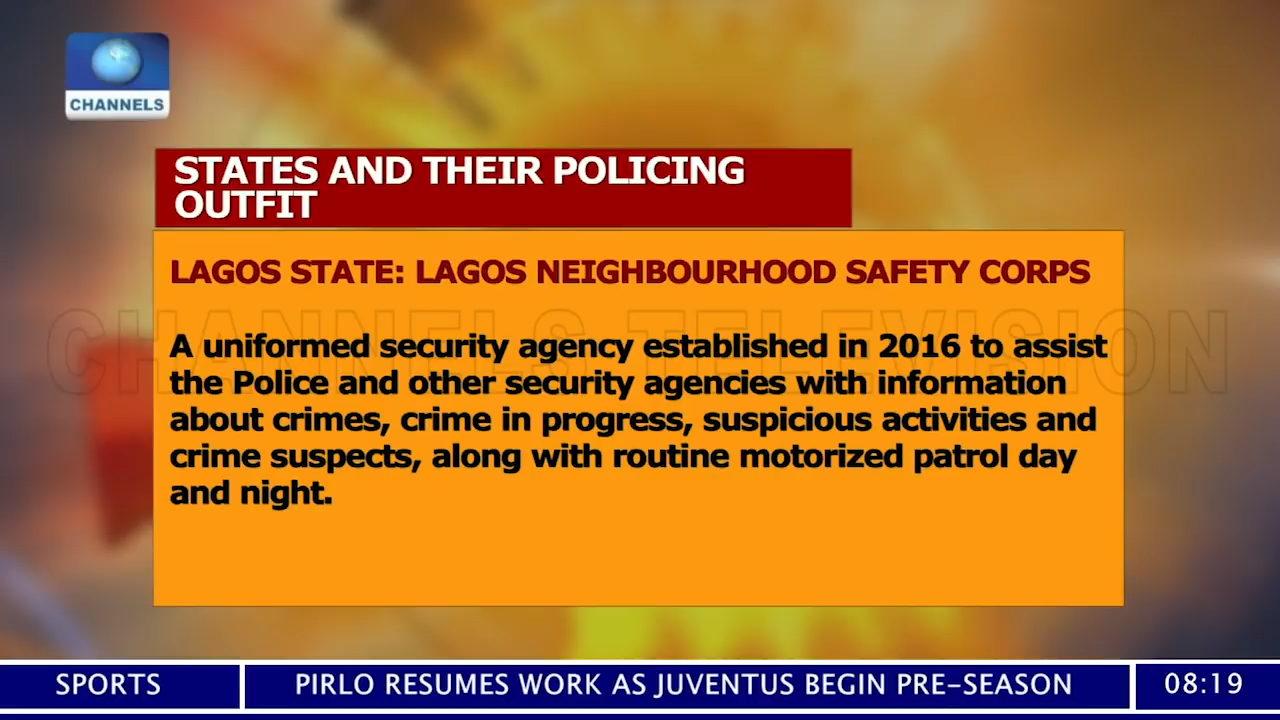 CHANNELS
STATES AND THEIR POLICING
OUTFIT
LAGOS STATE: LAGOS NEIGHBOURHOOD SAFETY CORPS
CHANNELS TELEVISION
A uniformed security agency established in 2016 to assist
the Police and other security agencies with information
about crimes, crime in progress, suspicious activities and
crime suspects, along with routine motorized patrol day
and night.
SPORTS
PIRLO RESUMES WORK AS JUVENTUS BEGIN PRE-SEASON
08:19